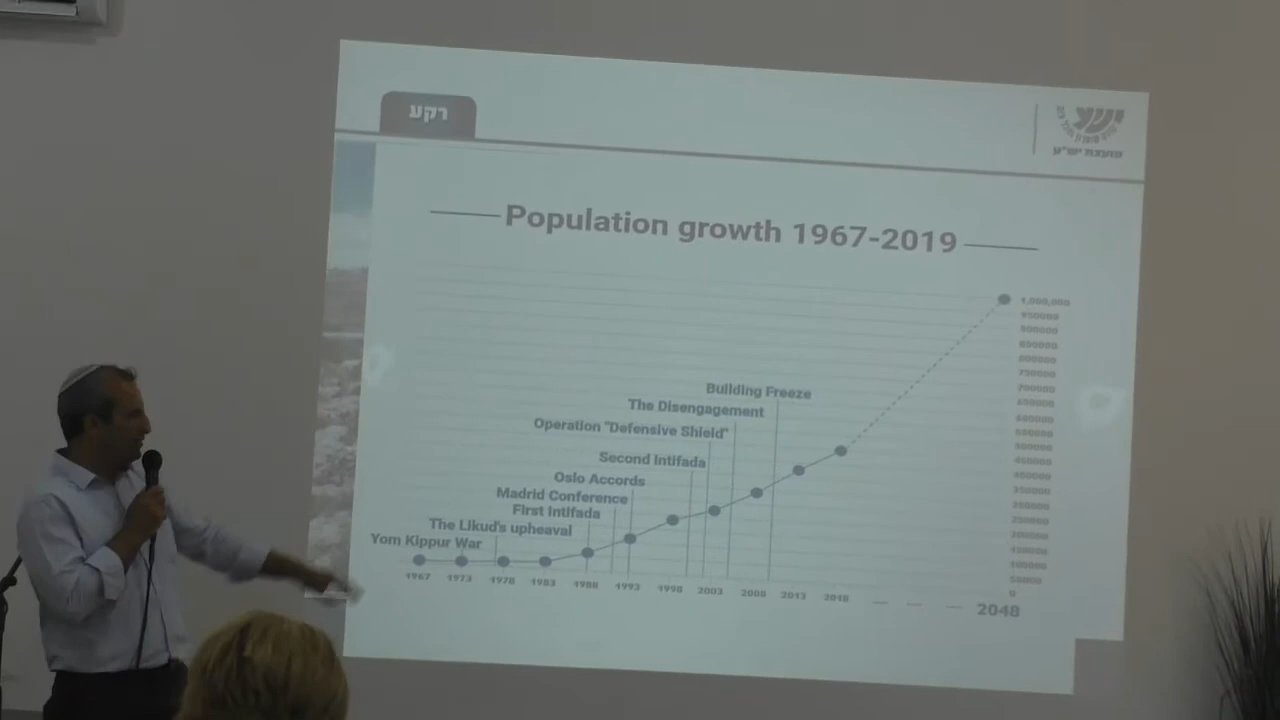 רקע
מועצת יש"ע
Population growth 1967-2019
1,000,000
950000
900000
850000
800000
750000
700000
650000
600000
550000
500000
450000
400000
350000
300000
250000
200000
150000
100000
50000
0
Building Freeze
The Disengagement
Operation "Defensive Shield"
Second Intifada
Oslo Accords
Madrid Conference
First Intifada
The Likud's upheaval
Yom Kippur War
1967 1973 1978 1983 1988 1993 1998 2003 2008 2013 2018 2048